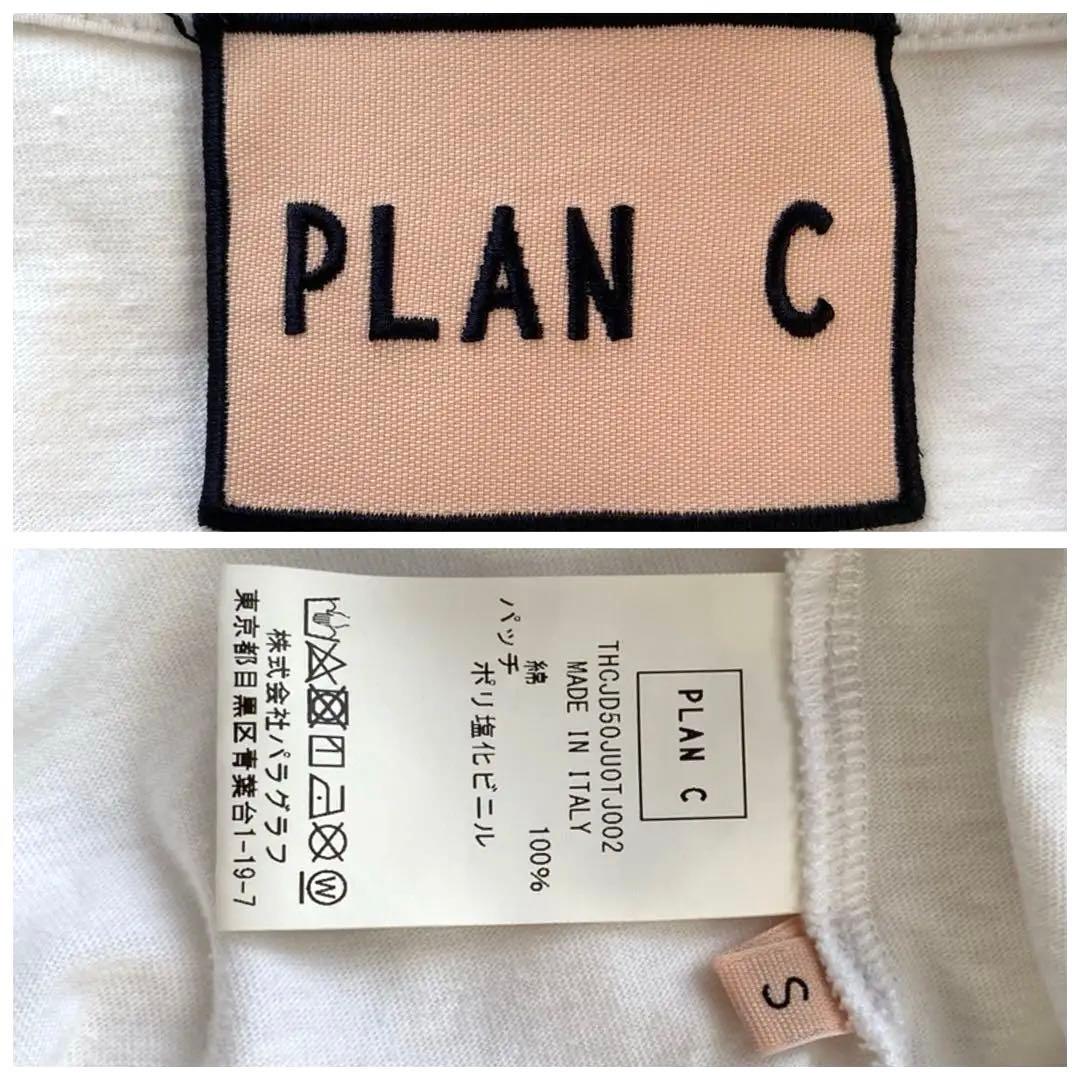 PLAN C
PLAN C
THCJD50JU0TJ002
MADE IN ITALY
綿 100%
パッチ
ポリ塩化ビニル
W
株式会社パラグラフ
東京都目黒区青葉台1-19-7
S